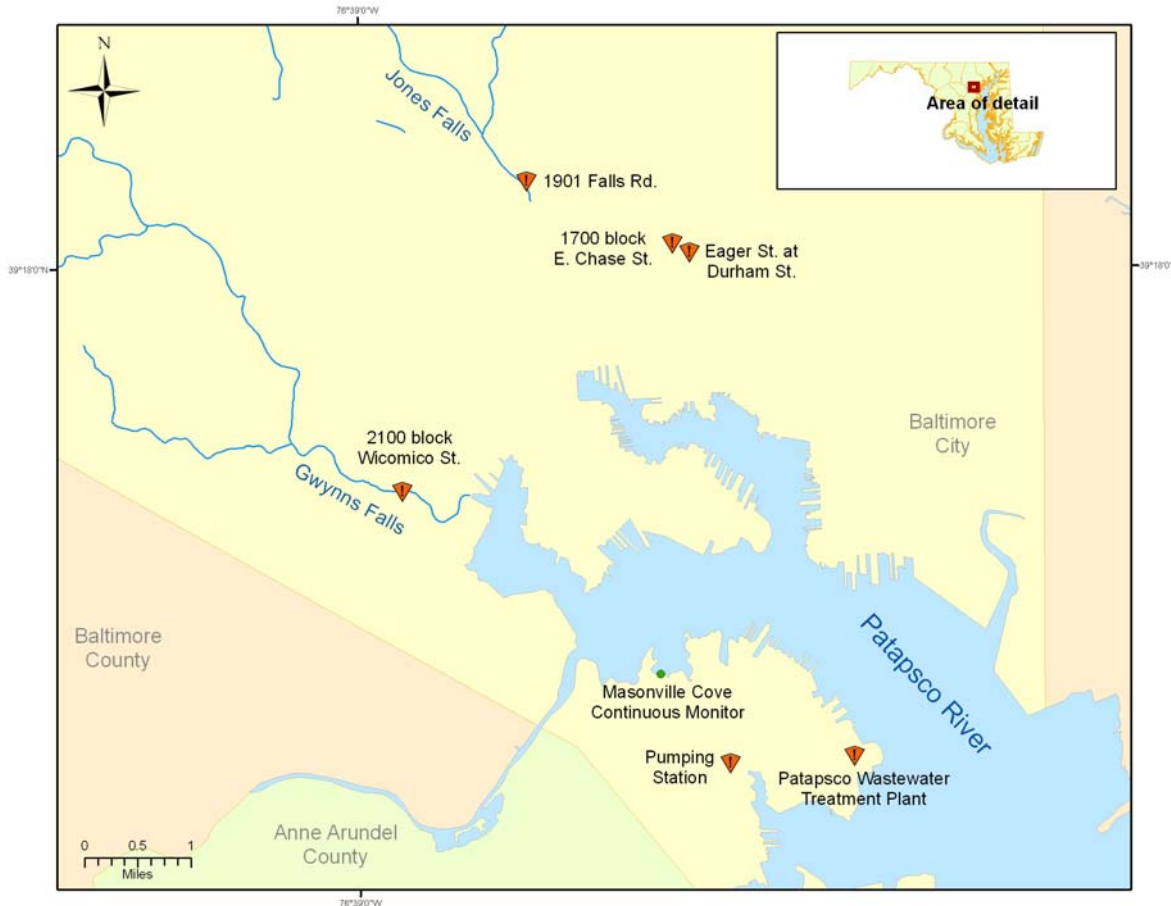 76°39'0"W
N
Jones Falls
Area of detail
1901 Falls Rd.
1700 block
E. Chase St.
Eager St. at
Durham St.
39°18'0"N
39°18'0"
2100 block
Wicomico St.
Gwynns Falls
Baltimore
City
Baltimore
County
Patapsco River
Masonville Cove
Continuous Monitor
Pumping
Station
Patapsco Wastewater
Treatment Plant
Anne Arundel
County
0 0.5 1
Miles
76°39'0"W